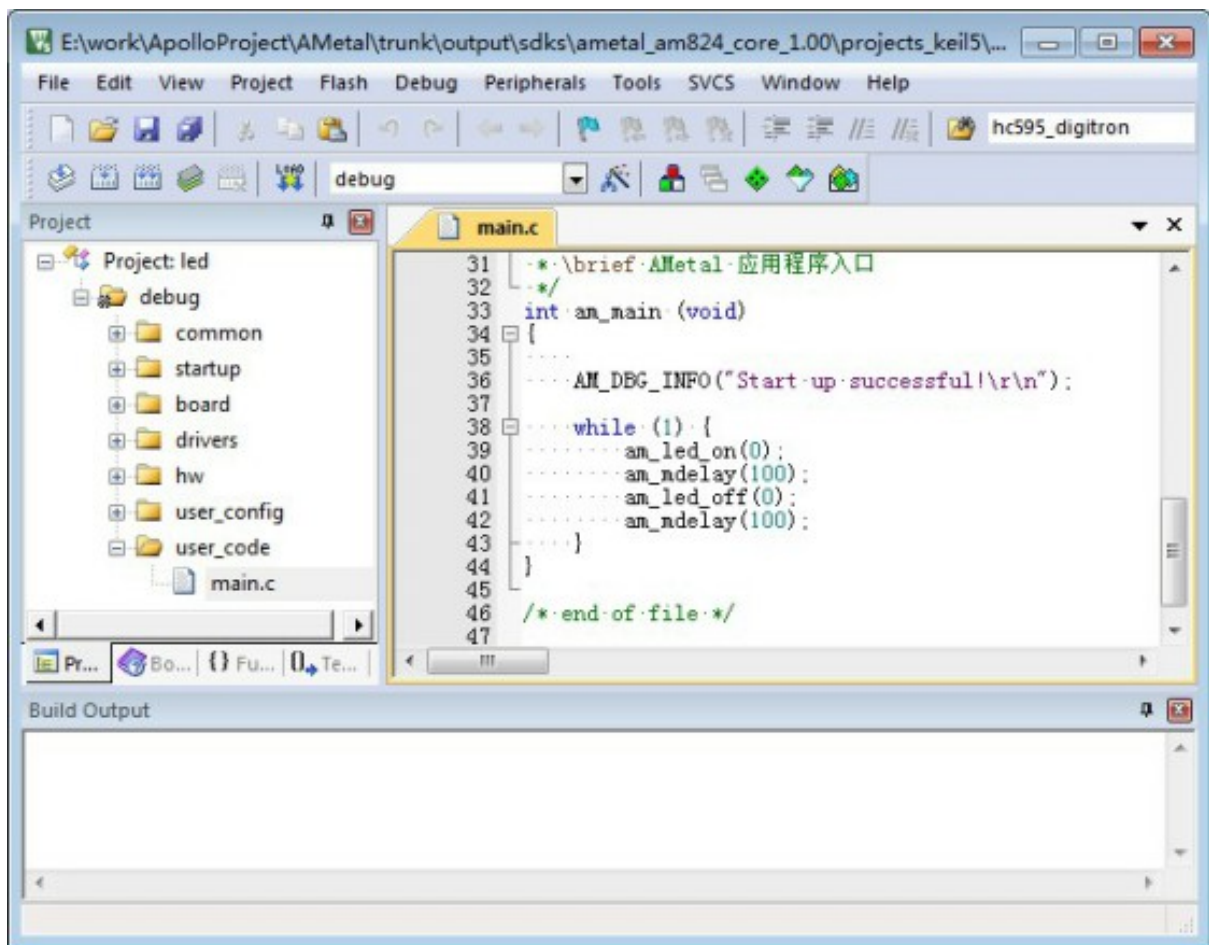 E:\work\ApolloProject\AMetal\trunk\output\sdks\ametal_am824_core_1.00\projects_keil5\...
File Edit View Project Flash Debug Peripherals Tools SVCS Window Help
hc595_digitron
LOAD
debug
Project
Project: led
debug
common
startup
board
drivers
hw
user_config
user_code
main.c
Pr... Bo... {} Fu... 0 Te...
main.c
31 * \brief AMetal 应用程序入口
32 */
33 int am_main (void)
34 {
35
36 AM_DBG_INFO("Start up successful!\r\n");
37
38 while (1) {
39 am_led_on(0);
40 am_mdelay(100);
41 am_led_off(0);
42 am_mdelay(100);
43 }
44 }
45
46 /* end of file */
47
Build Output